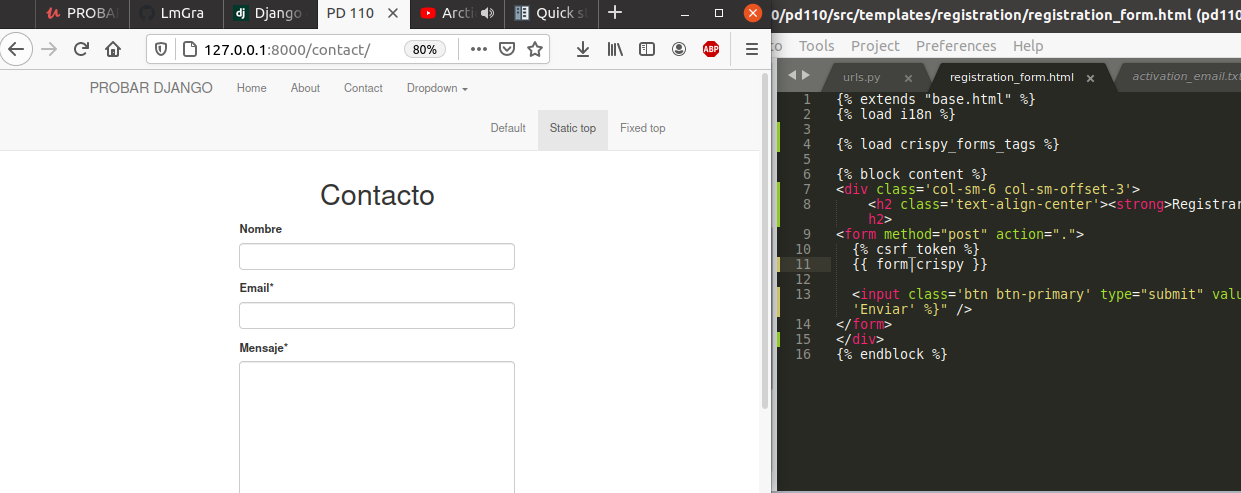 PROBAR
LmGra
Django
PD 110
Arcti
Quick s
127.0.0.1:8000/contact/
80%
ABP
PROBAR DJANGO
Home
About
Contact
Dropdown
Default
Static top
Fixed top
Contacto
Nombre
Email*
Mensaje*
0/pd110/src/templates/registration/registration_form.html (pd110
to Tools Project Preferences Help
urls.py
registration_form.html
activation_email.txt
1 {% extends "base.html" %}
2 {% load i18n %}
3
4 {% load crispy_forms_tags %}
5
6 {% block content %}
7 <div class='col-sm-6 col-sm-offset-3'>
8 <h2 class='text-align-center'><strong>Registrar
h2>
9 <form method="post" action=".">
10 {% csrf_token %}
11 {{ form|crispy }}
12
13 <input class='btn btn-primary' type="submit" valu
'Enviar' %}" />
14 </form>
15 </div>
16 {% endblock %}